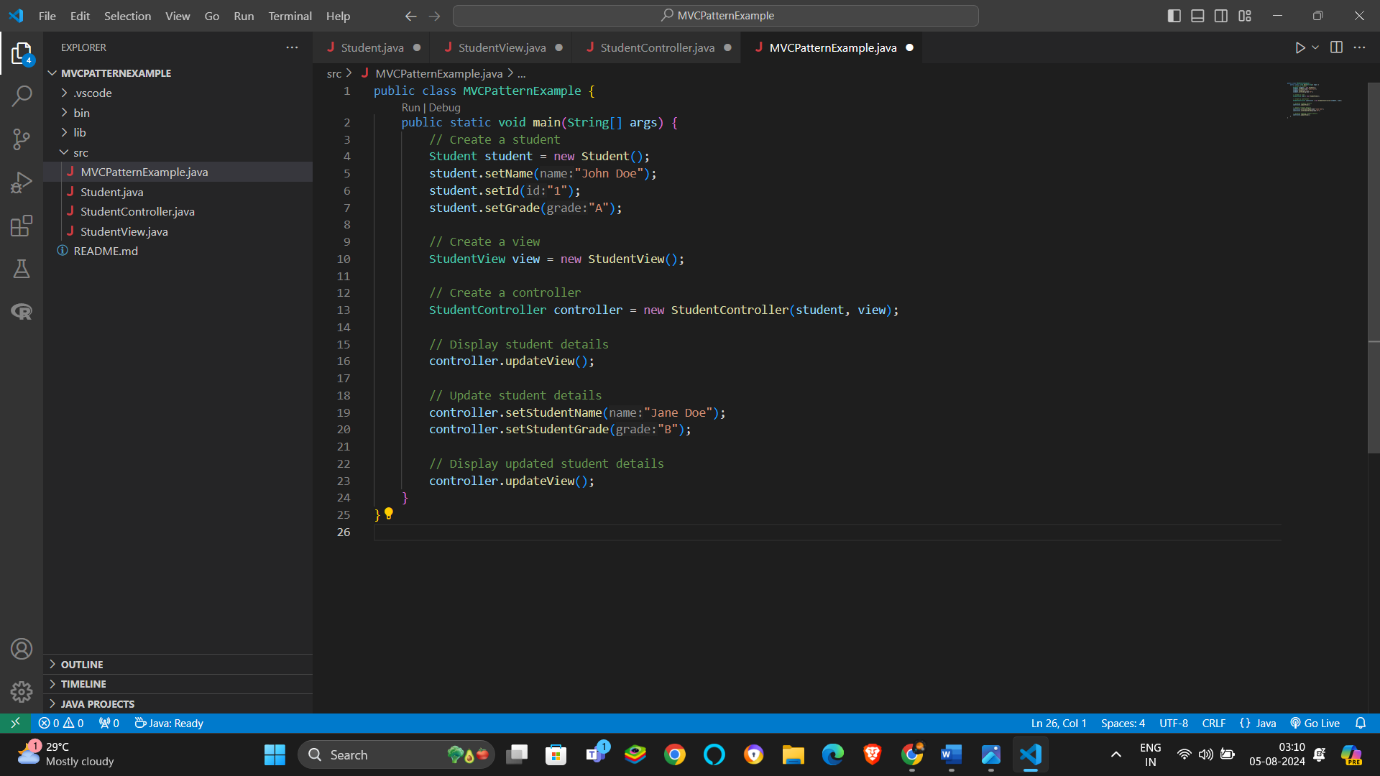 File Edit Selection View Go Run Terminal Help
MVCPatternExample
EXPLORER
Student.java StudentView.java StudentController.java MVCPatternExample.java
MVCPATTERNEXAMPLE
.vscode
bin
lib
src
MVCPatternExample.java
Student.java
StudentController.java
StudentView.java
README.md
OUTLINE
TIMELINE
JAVA PROJECTS
4
src > MVCPatternExample.java > ...
1 public class MVCPatternExample {
Run | Debug
2 public static void main(String[] args) {
3 // Create a student
4 Student student = new Student();
5 student.setName(name:"John Doe");
6 student.setId(id:"1");
7 student.setGrade(grade:"A");
8
9 // Create a view
10 StudentView view = new StudentView();
11
12 // Create a controller
13 StudentController controller = new StudentController(student, view);
14
15 // Display student details
16 controller.updateView();
17
18 // Update student details
19 controller.setStudentName(name:"Jane Doe");
20 controller.setStudentGrade(grade:"B");
21
22 // Display updated student details
23 controller.updateView();
24 }
25 }
26
0 0 0 Java: Ready Ln 26, Col 1 Spaces: 4 UTF-8 CRLF {} Java Go Live
1 29°C
Mostly cloudy
Search
1
ENG
IN
03:10
05-08-2024
PRE